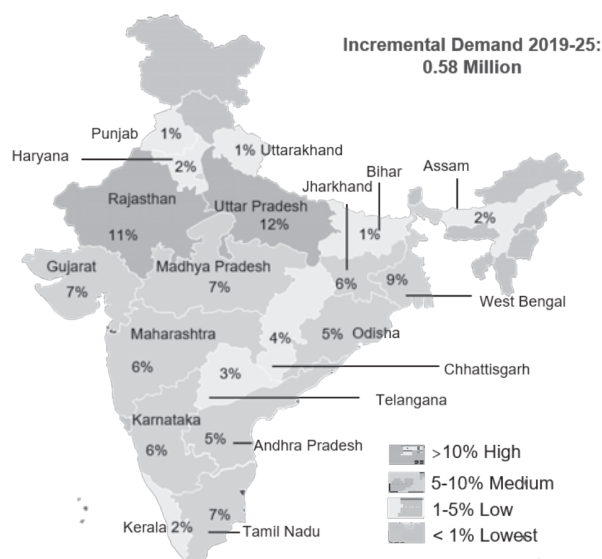 Incremental Demand 2019-25:
0.58 Million
Punjab
1%
Haryana
2%
1% Uttarakhand
Bihar
Assam
Jharkhand
Rajasthan
11%
Uttar Pradesh
12%
1%
2%
Gujarat
7%
Madhya Pradesh
7%
6%
9%
West Bengal
Maharashtra
6%
4%
5% Odisha
3%
Chhattisgarh
Telangana
Karnataka
6%
5%
Andhra Pradesh
Kerala 2%
7%
Tamil Nadu
>10% High
5-10% Medium
1-5% Low
< 1% Lowest